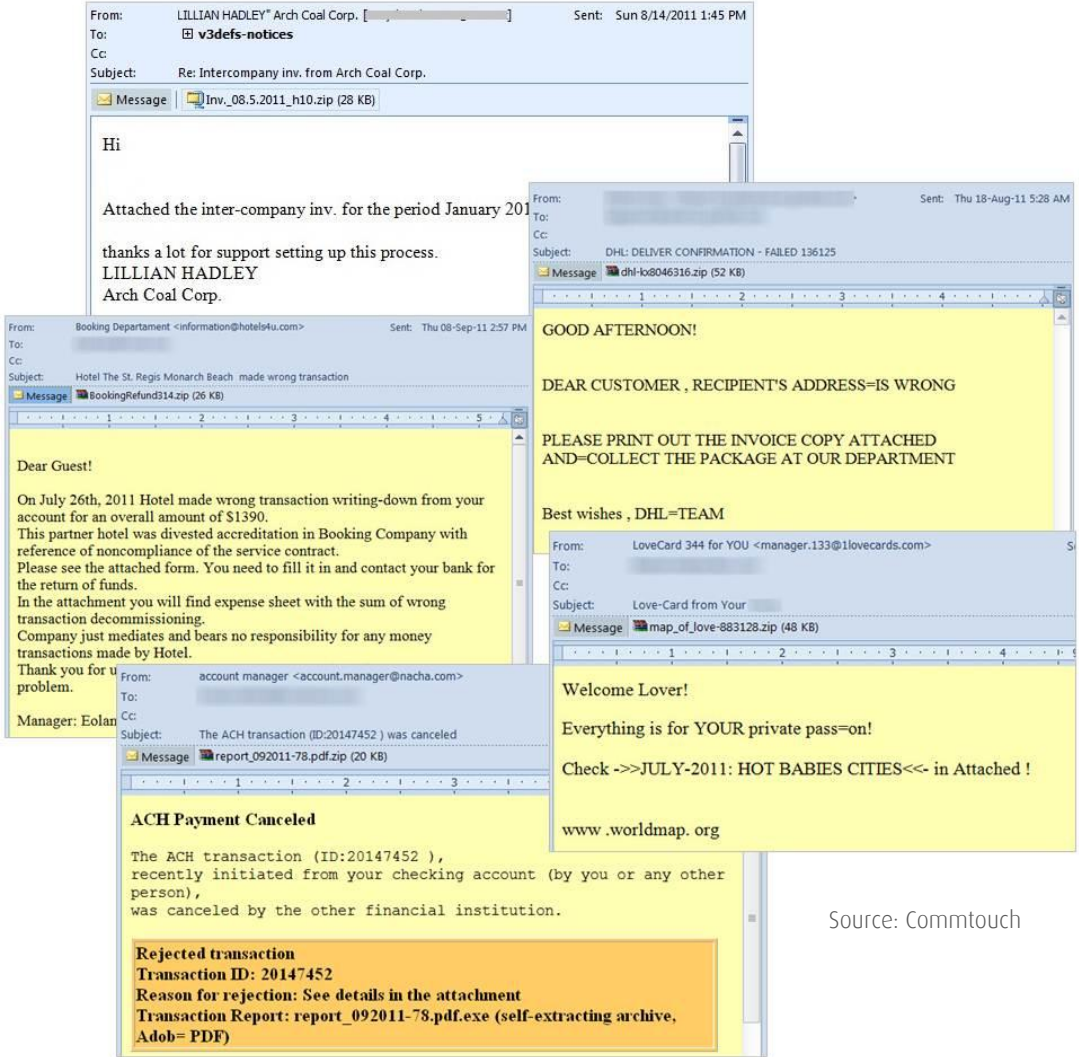 From: LILLIAN HADLEY" Arch Coal Corp. [ ] Sent: Sun 8/14/2011 1:45 PM
To: v3defs-notices
Cc:
Subject: Re: Intercompany inv. from Arch Coal Corp.
Message Inv._08.5.2011_h10.zip (28 KB)
Hi
Attached the inter-company inv. for the period January 201
thanks a lot for support setting up this process.
LILLIAN HADLEY
Arch Coal Corp.
From: Sent: Thu 18-Aug-11 5:28 AM
To:
Cc:
Subject: DHL: DELIVER CONFIRMATION - FAILED 136125
Message dhl-kx8046316.zip (52 KB)
1 2 3 4
GOOD AFTERNOON!
DEAR CUSTOMER , RECIPIENT'S ADDRESS=IS WRONG
PLEASE PRINT OUT THE INVOICE COPY ATTACHED
AND=COLLECT THE PACKAGE AT OUR DEPARTMENT
Best wishes , DHL=TEAM
From: Booking Departament <information@hotels4u.com> Sent: Thu 08-Sep-11 2:57 PM
To:
Cc:
Subject: Hotel The St. Regis Monarch Beach made wrong transaction
Message BookingRefund314.zip (26 KB)
1 2 3 4 5
Dear Guest!
On July 26th, 2011 Hotel made wrong transaction writing-down from your
account for an overall amount of $1390.
This partner hotel was divested accreditation in Booking Company with
reference of noncompliance of the service contract.
Please see the attached form. You need to fill it in and contact your bank for
the return of funds.
In the attachment you will find expense sheet with the sum of wrong
transaction decommissioning.
Company just mediates and bears no responsibility for any money
transactions made by Hotel.
Thank you for u
problem.
Manager: Eolan
From: LoveCard 344 for YOU <manager.133@1lovecards.com> S
To:
Cc:
Subject: Love-Card from Your
Message map_of_love-883128.zip (48 KB)
1 2 3 4
Welcome Lover!
Everything is for YOUR private pass=on!
Check ->>JULY-2011: HOT BABIES CITIES<<- in Attached !
www .worldmap. org
From: account manager <account.manager@nacha.com>
To:
Cc:
Subject: The ACH transaction (ID:20147452 ) was canceled
Message report_092011-78.pdf.zip (20 KB)
1 2 3
ACH Payment Canceled
The ACH transaction (ID:20147452 ),
recently initiated from your checking account (by you or any other
person),
was canceled by the other financial institution.
Rejected transaction
Transaction ID: 20147452
Reason for rejection: See details in the attachment
Transaction Report: report_092011-78.pdf.exe (self-extracting archive,
Adob= PDF)
Source: Commtouch